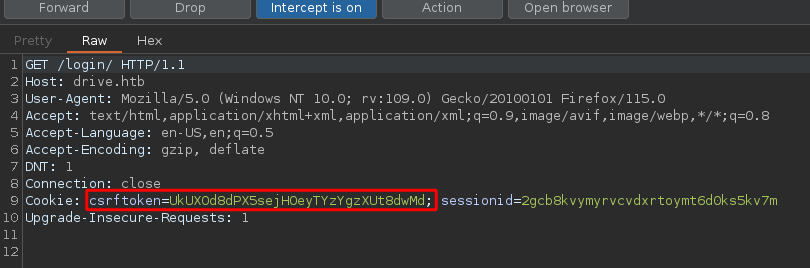 Forward Drop Intercept is on Action Open browser
Pretty Raw Hex
1 GET /login/ HTTP/1.1
2 Host: drive.htb
3 User-Agent: Mozilla/5.0 (Windows NT 10.0; rv:109.0) Gecko/20100101 Firefox/115.0
4 Accept: text/html,application/xhtml+xml,application/xml;q=0.9,image/avif,image/webp,*/*;q=0.8
5 Accept-Language: en-US,en;q=0.5
6 Accept-Encoding: gzip, deflate
7 DNT: 1
8 Connection: close
9 Cookie: csrftoken=UkUXOd8dPX5sejHOeyTYzYgzXUt8dwMd; sessionid=2gcb8kvymyrvcvdxrtoymt6d0ks5kv7m
10 Upgrade-Insecure-Requests: 1
11
12